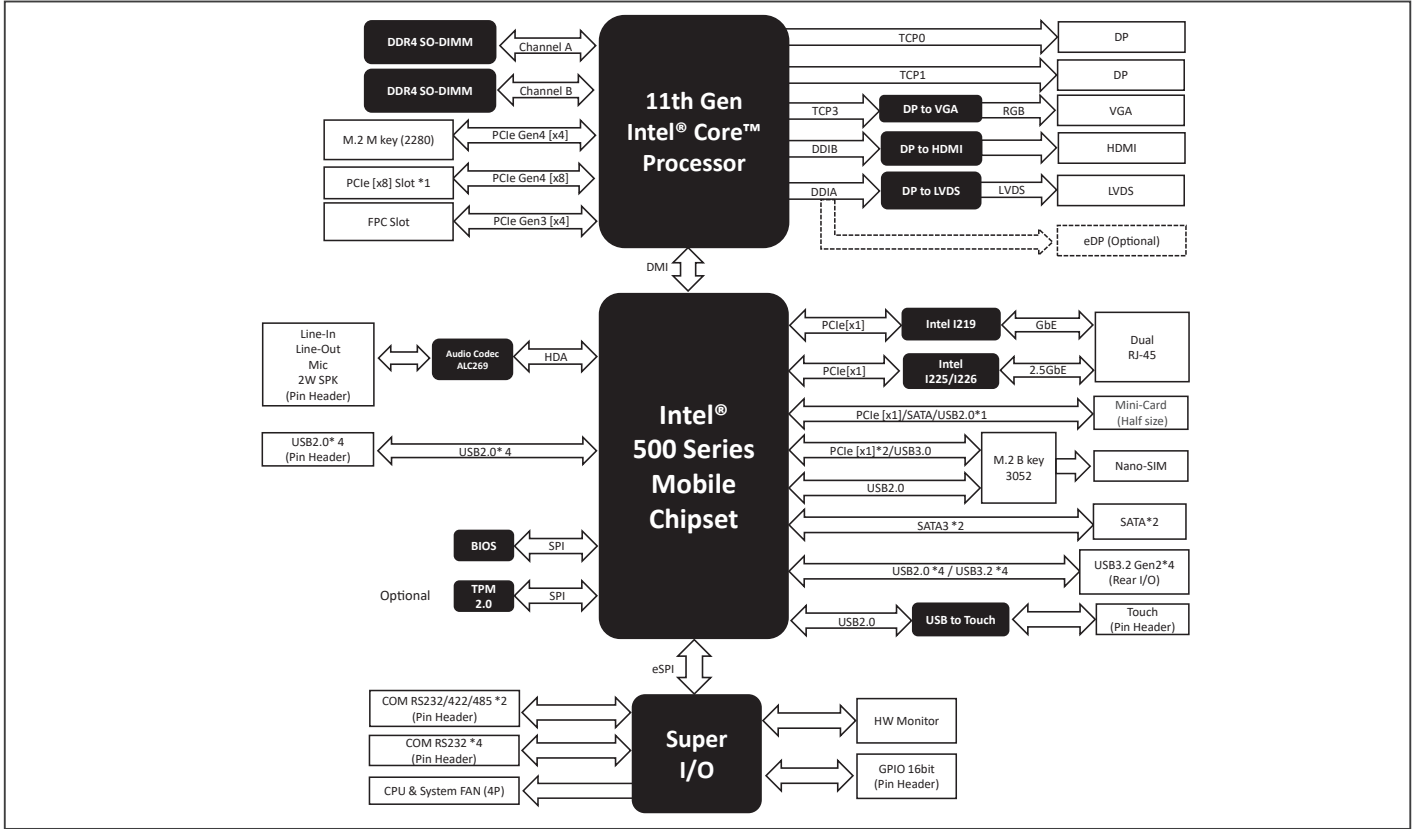 DDR4 SO-DIMM
Channel A
DDR4 SO-DIMM
Channel B
M.2 M key (2280)
PCIe Gen4 [x4]
PCIe [x8] Slot *1
PCIe Gen4 [x8]
FPC Slot
PCIe Gen3 [x4]
11th Gen
Intel® Core™
Processor
TCP0
DP
TCP1
DP
TCP3
DP to VGA
RGB
VGA
DDIB
DP to HDMI
HDMI
DDIA
DP to LVDS
LVDS
LVDS
eDP (Optional)
DMI
Line-In
Line-Out
Mic
2W SPK
(Pin Header)
Audio Codec
ALC269
HDA
USB2.0* 4
(Pin Header)
USB2.0* 4
BIOS
SPI
Optional
TPM
2.0
SPI
Intel®
500 Series
Mobile
Chipset
PCIe[x1]
Intel I219
GbE
Dual
RJ-45
PCIe[x1]
Intel
I225/I226
2.5GbE
PCIe [x1]/SATA/USB2.0*1
Mini-Card
(Half size)
PCIe [x1]*2/USB3.0
M.2 B key
3052
Nano-SIM
USB2.0
SATA3 *2
SATA*2
USB2.0 *4 / USB3.2 *4
USB3.2 Gen2*4
(Rear I/O)
USB2.0
USB to Touch
Touch
(Pin Header)
eSPI
COM RS232/422/485 *2
(Pin Header)
COM RS232 *4
(Pin Header)
CPU & System FAN (4P)
Super
I/O
HW Monitor
GPIO 16bit
(Pin Header)